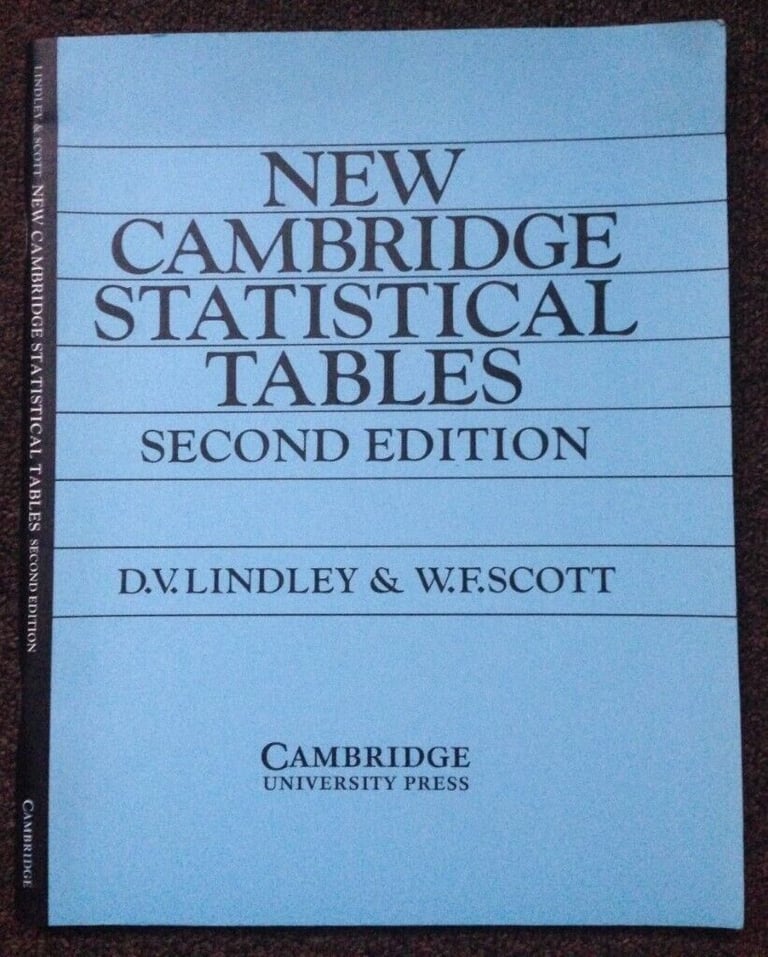 NEW
CAMBRIDGE
STATISTICAL
TABLES
SECOND EDITION
D.V. LINDLEY & W.F. SCOTT
CAMBRIDGE
UNIVERSITY PRESS
LINDLEY & SCOTT NEW CAMBRIDGE STATISTICAL TABLES SECOND EDITION
CAMBRIDGE